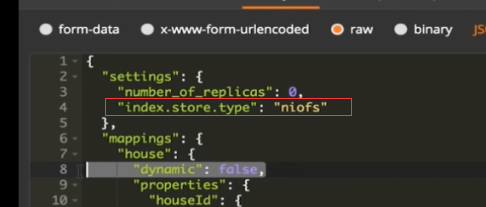 form-data x-www-form-urlencoded raw binary
1 {
2 "settings": {
3 "number_of_replicas": 0,
4 "index.store.type": "niofs"
5 },
6 "mappings": {
7 "house": {
8 "dynamic": false,
9 "properties": {
10 "houseId": {